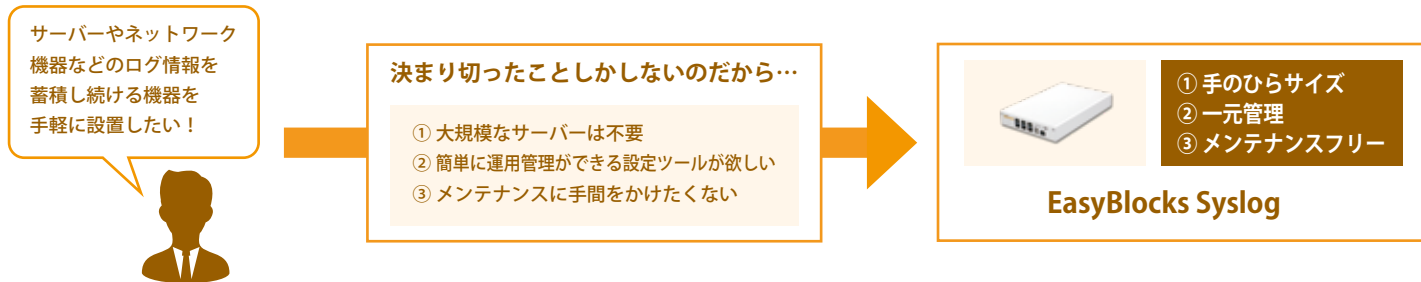 サーバーやネットワーク
機器などのログ情報を
蓄積し続ける機器を
手軽に設置したい！
決まり切ったことしかしないのだから…
① 大規模なサーバーは不要
② 簡単に運用管理ができる設定ツールが欲しい
③ メンテナンスに手間をかけたくない
① 手のひらサイズ
② 一元管理
③ メンテナンスフリー
EasyBlocks Syslog